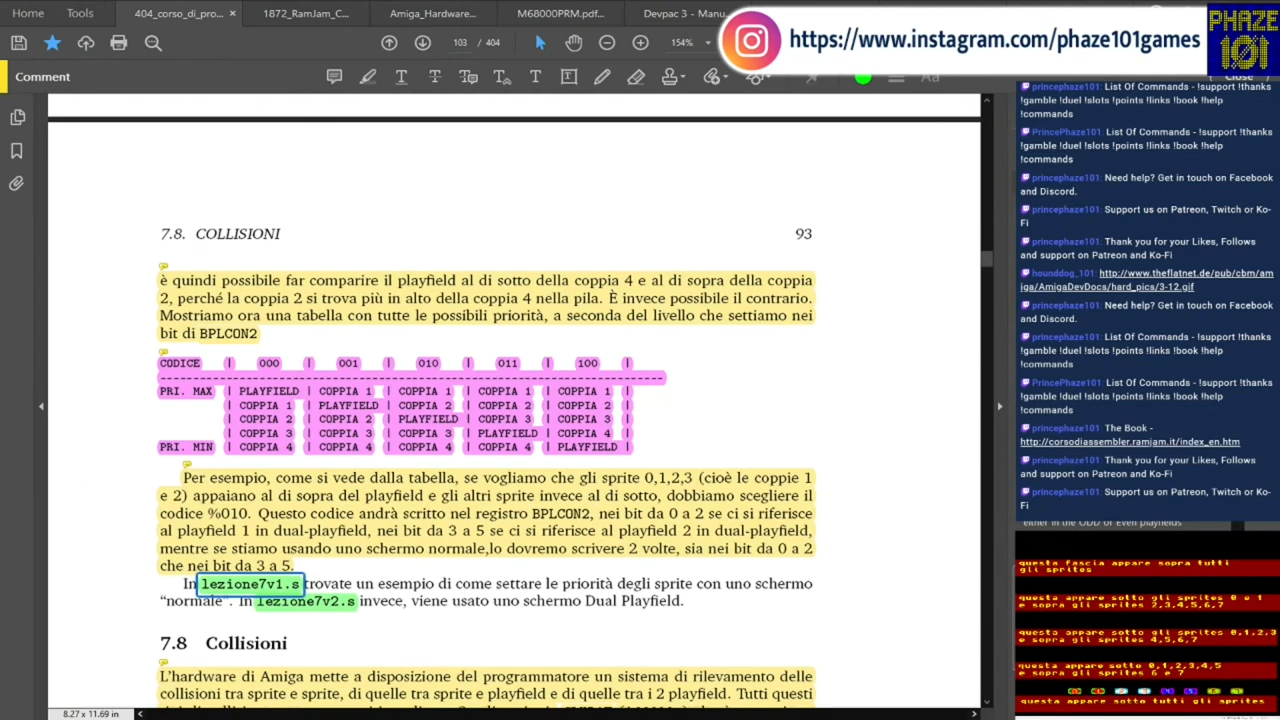 Home
Tools
404_corso_di_pro...
1872_RamJam_C...
Amiga_Hardware...
M68000PRM.pdf...
Devpac 3 - Manu...
https://www.instagram.com/phaze101games
PHAZE
101
103 / 404
154%
Comment
Close
7.8. COLLISIONI 93
è quindi possibile far comparire il playfield al di sotto della coppia 4 e al di sopra della coppia
2, perché la coppia 2 si trova più in alto della coppia 4 nella pila. È invece possibile il contrario.
Mostriamo ora una tabella con tutte le possibili priorità, a seconda del livello che settiamo nei
bit di BPLCON2
CODICE | 000 | 001 | 010 | 011 | 100 |
---------------------------------------------------------------
PRI. MAX | PLAYFIELD | COPPIA 1 | COPPIA 1 | COPPIA 1 | COPPIA 1 |
| COPPIA 1 | PLAYFIELD | COPPIA 2 | COPPIA 2 | COPPIA 2 |
| COPPIA 2 | COPPIA 2 | PLAYFIELD | COPPIA 3 | COPPIA 3 |
| COPPIA 3 | COPPIA 3 | COPPIA 3 | PLAYFIELD | COPPIA 4 |
PRI. MIN | COPPIA 4 | COPPIA 4 | COPPIA 4 | COPPIA 4 | PLAYFIELD |
Per esempio, come si vede dalla tabella, se vogliamo che gli sprite 0,1,2,3 (cioè le coppie 1
e 2) appaiano al di sopra del playfield e gli altri sprite invece al di sotto, dobbiamo scegliere il
codice %010. Questo codice andrà scritto nel registro BPLCON2, nei bit da 0 a 2 se ci si riferisce
al playfield 1 in dual-playfield, nei bit da 3 a 5 se ci si riferisce al playfield 2 in dual-playfield,
mentre se stiamo usando uno schermo normale,lo dovremo scrivere 2 volte, sia nei bit da 0 a 2
che nei bit da 3 a 5.
In lezione7v1.s trovate un esempio di come settare le priorità degli sprite con uno schermo
"normale". In lezione7v2.s invece, viene usato uno schermo Dual Playfield.
7.8 Collisioni
L'hardware di Amiga mette a disposizione del programmatore un sistema di rilevamento delle
collisioni tra sprite e sprite, di quelle tra sprite e playfield e di quelle tra i 2 playfield. Tutti questi
8.27 x 11.69 in
princephaze101: List Of Commands - !support !thanks
!gamble !duel !slots !points !links !book !help
!commands
PrincePhaze101: List Of Commands - !support !thanks
!gamble !duel !slots !points !links !book !help
!commands
princephaze101: Need help? Get in touch on Facebook
and Discord.
princephaze101: Support us on Patreon, Twitch or Ko-
Fi
princephaze101: Thank you for your Likes, Follows
and support on Patreon and Ko-Fi
hounddog_101: http://www.theflatnet.de/pub/cbm/am
iga/AmigaDevDocs/hard_pics/3-12.gif
princephaze101: Need help? Get in touch on Facebook
and Discord.
princephaze101: List Of Commands - !support !thanks
!gamble !duel !slots !points !links !book !help
!commands
PrincePhaze101: List Of Commands - !support !thanks
!gamble !duel !slots !points !links !book !help
!commands
princephaze101: The Book -
http://corsodiassembler.ramjam.it/index_en.htm
princephaze101: Thank you for your Likes, Follows
and support on Patreon and Ko-Fi
princephaze101: Support us on Patreon, Twitch or Ko-
Fi
either in the ODD or Even playfields
questa fascia appare sopra tutti
gli sprites
questa appare sotto gli sprites 0 e 1
e sopra gli sprites 2,3,4,5,6,7
questa appare sotto gli sprites 0,1,2,3
e sopra gli sprites 4,5,6,7
questa appare sotto 0,1,2,3,4,5
e sopra gli sprites 6 e 7
questa appare sotto tutti gli sprites